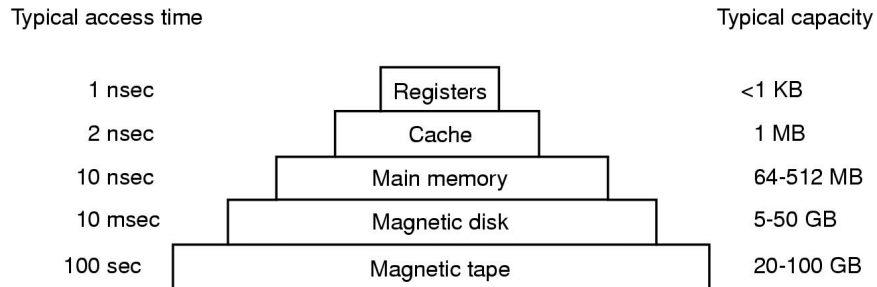 Typical access time Typical capacity
1 nsec Registers <1 KB
2 nsec Cache 1 MB
10 nsec Main memory 64-512 MB
10 msec Magnetic disk 5-50 GB
100 sec Magnetic tape 20-100 GB